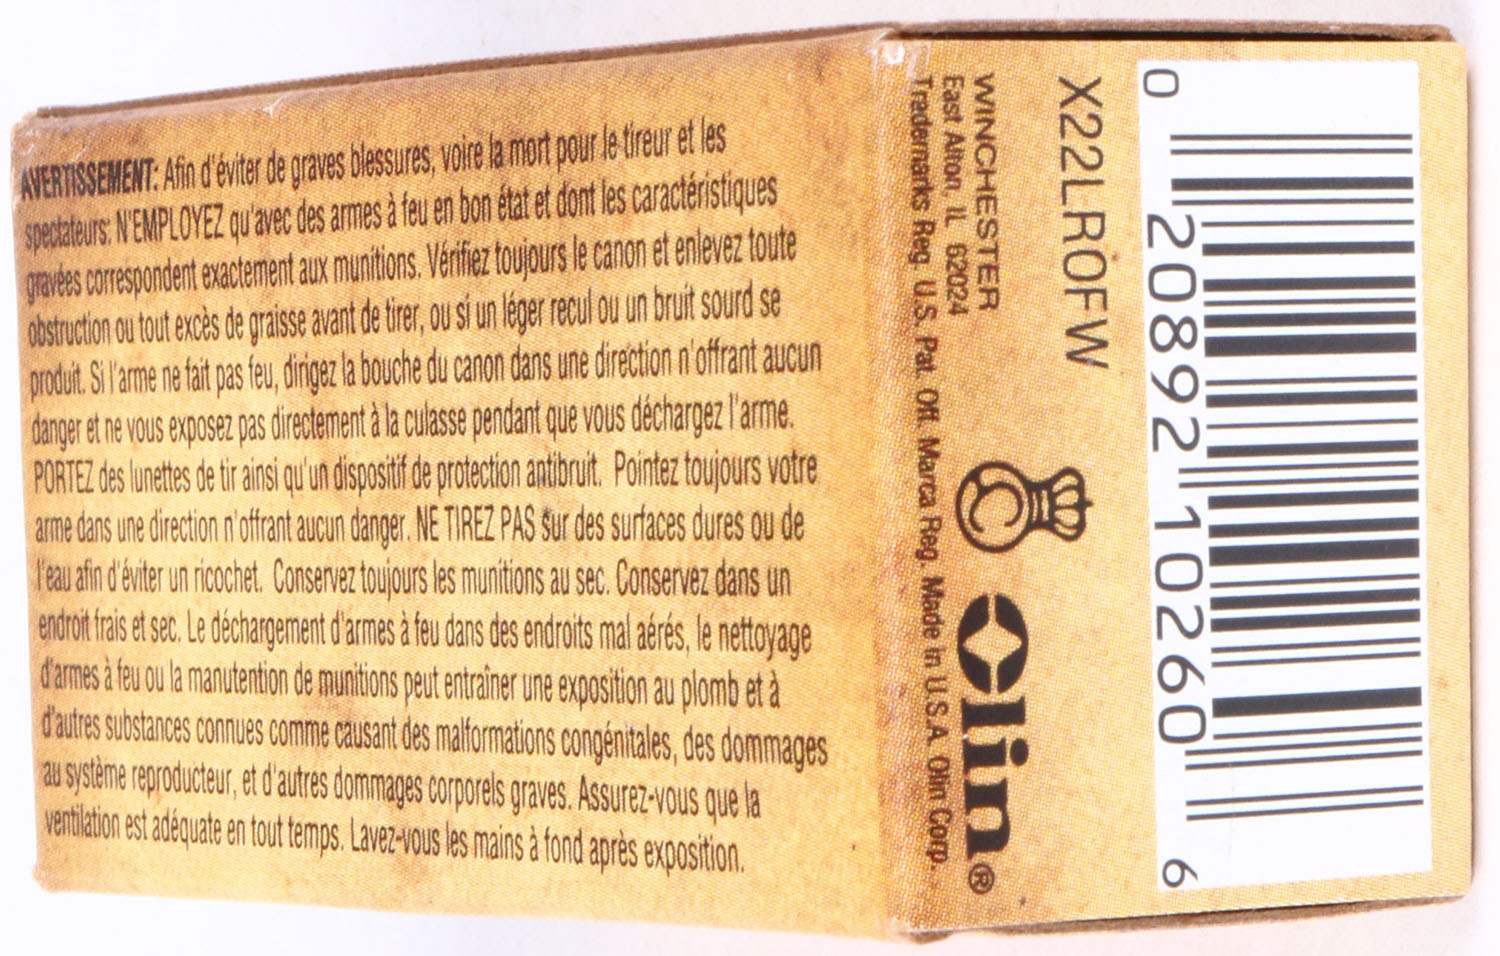 AVERTISSEMENT: Afin d'éviter de graves blessures, voire la mort pour le tireur et les
spectateurs: N'EMPLOYEZ qu'avec des armes à feu en bon état et dont les caractéristiques
gravées correspondent exactement aux munitions. Vérifiez toujours le canon et enlevez toute
obstruction ou tout excès de graisse avant de tirer, ou si un léger recul ou un bruit sourd se
produit. Si l'arme ne fait pas feu, dirigez la bouche du canon dans une direction n'offrant aucun
danger et ne vous exposez pas directement à la culasse pendant que vous déchargez l'arme.
PORTEZ des lunettes de tir ainsi qu'un dispositif de protection antibruit. Pointez toujours votre
arme dans une direction n'offrant aucun danger. NE TIREZ PAS sur des surfaces dures ou de
l'eau afin d'éviter un ricochet. Conservez toujours les munitions au sec. Conservez dans un
endroit frais et sec. Le déchargement d'armes à feu dans des endroits mal aérés, le nettoyage
d'armes à feu ou la manutention de munitions peut entraîner une exposition au plomb et à
d'autres substances connues comme causant des malformations congénitales, des dommages
au système reproducteur, et d'autres dommages corporels graves. Assurez-vous que la
ventilation est adéquate en tout temps. Lavez-vous les mains à fond après exposition.
X22LROFW
WINCHESTER
East Alton, IL 62024
Trademarks Reg. U.S. Pat. Off. Marca Reg. Made in U.S.A. Olin Corp.
C
Olin®
0 20892 10260 6